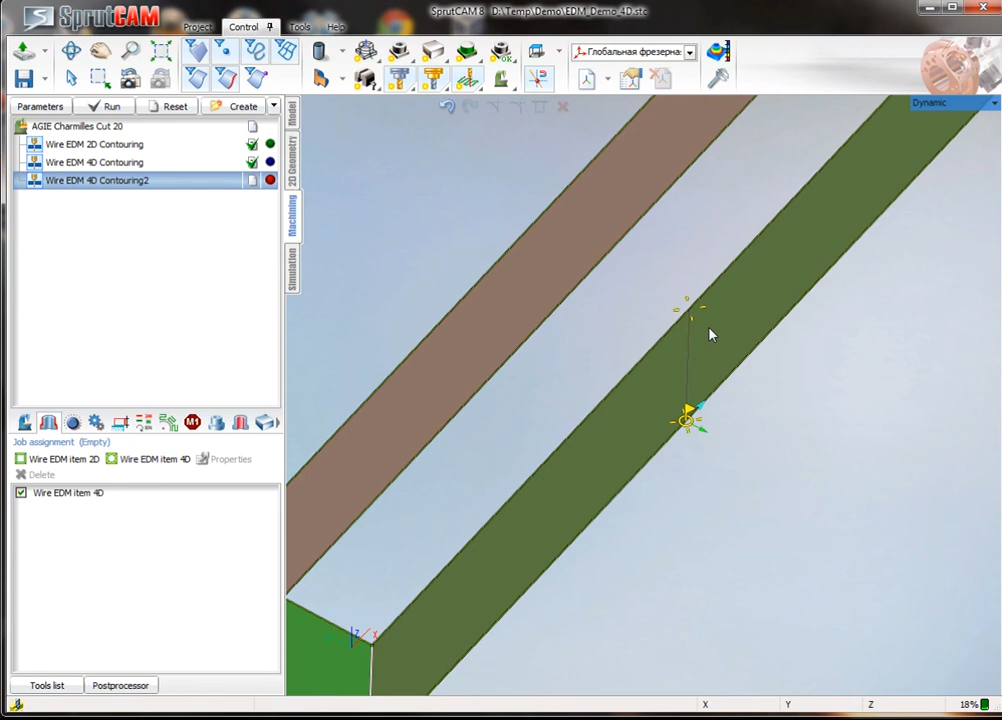 SprutCAM 8 D:\Temp\Demo\EDM_Demo_4D.stc
SprutCAM
Project Control Tools Help
Глобальная фрезерна:
Parameters Run Reset Create
Dynamic
AGIE Charmilles Cut 20
Wire EDM 2D Contouring
Wire EDM 4D Contouring
Wire EDM 4D Contouring2
Model
2D Geometry
Machining
Simulation
M1
Job assignment (Empty)
Wire EDM item 2D Wire EDM item 4D Properties
Delete
Wire EDM item 4D
Z X
Tools list Postprocessor
X Y Z 18%